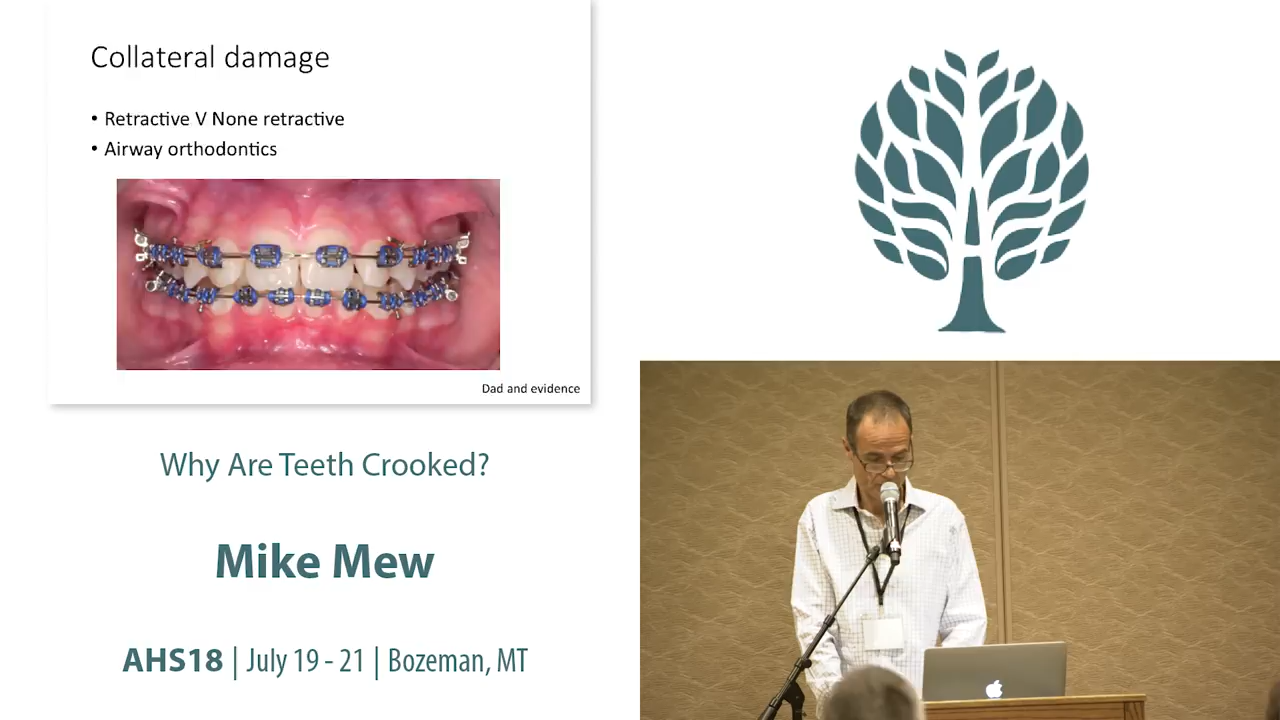 Collateral damage
• Retractive V None retractive
• Airway orthodontics
Dad and evidence
Why Are Teeth Crooked?
Mike Mew
AHS18 | July 19 - 21 | Bozeman, MT